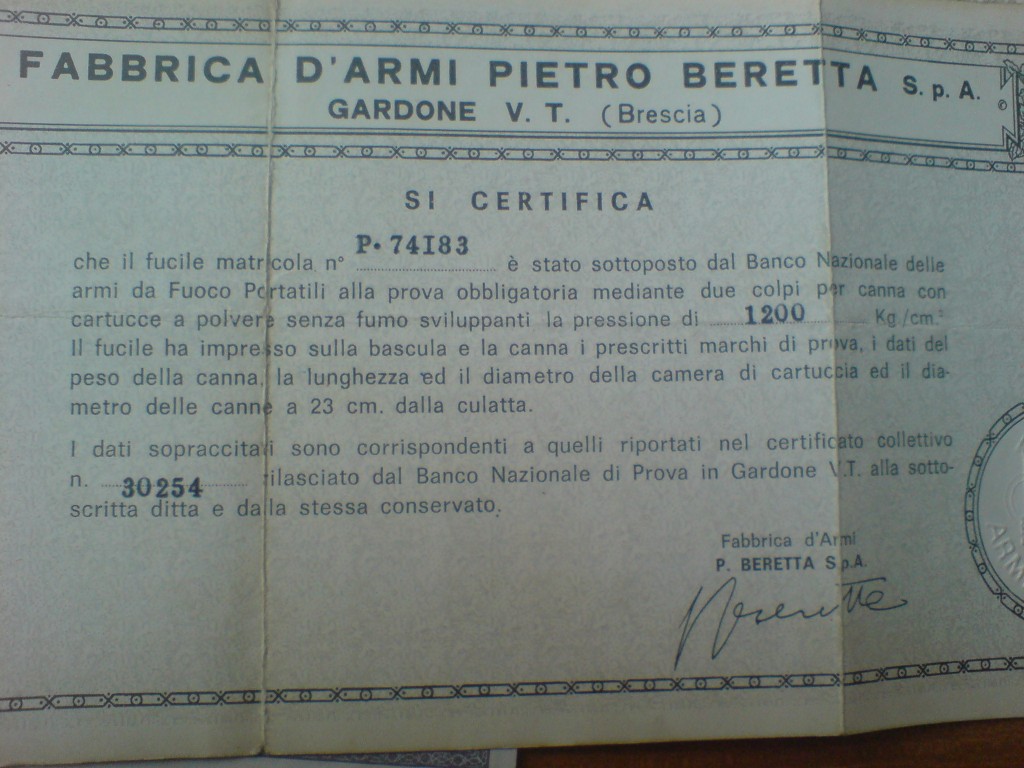 FABBRICA D'ARMI PIETRO BERETTA S. p. A.
GARDONE V. T. (Brescia)
SI CERTIFICA
che il fucile matricola n° P. 74183 è stato sottoposto dal Banco Nazionale delle
armi da Fuoco Portatili alla prova obbligatoria mediante due colpi per canna con
cartucce a polvere senza fumo sviluppanti la pressione di 1200 Kg/cm.²
Il fucile ha impresso sulla bascula e la canna i prescritti marchi di prova, i dati del
peso della canna, la lunghezza ed il diametro della camera di cartuccia ed il dia-
metro delle canne a 23 cm. dalla culatta.
I dati sopraccitati sono corrispondenti a quelli riportati nel certificato collettivo
n. 30254 rilasciato dal Banco Nazionale di Prova in Gardone V.T. alla sotto-
scritta ditta e dalla stessa conservato.
Fabbrica d'Armi
P. BERETTA S.p.A.
PBeretta
ARMI